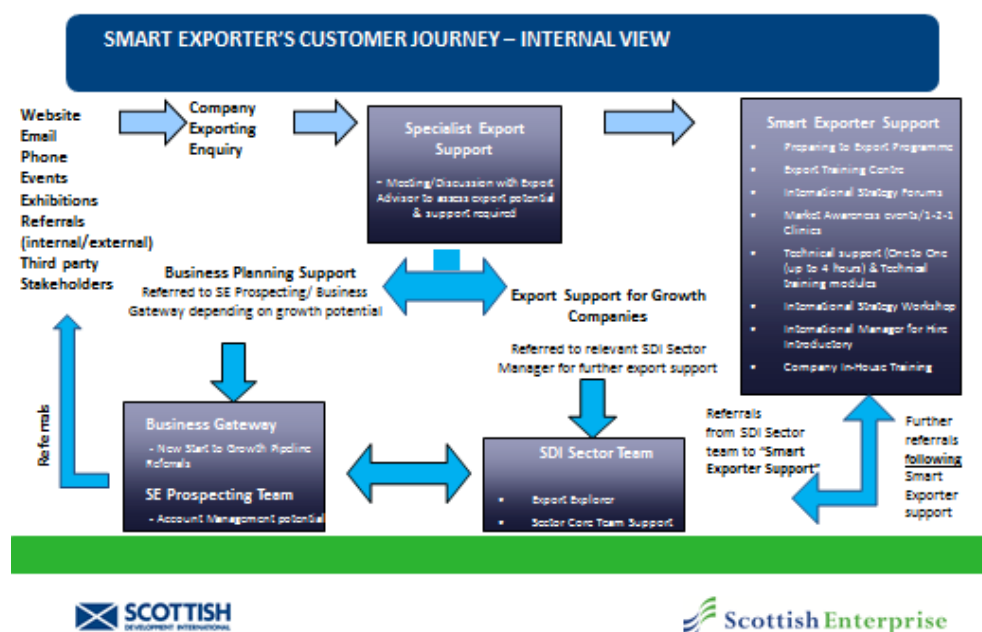 SMART EXPORTER'S CUSTOMER JOURNEY – INTERNAL VIEW
Website
Email
Phone
Events
Exhibitions
Referrals
(internal/external)
Third party
Stakeholders
Company
Exporting
Enquiry
Specialist Export
Support
– Meeting/Discussion with Export
Advisor to assess export potential
& support required
Smart Exporter Support
• Preparing to Export Programme
• Export Training Centre
• International Strategy Forums
• Market Awareness events/1-2-1
Clinics
• Technical support (One to One
(up to 4 hours) & Technical
training modules
• International Strategy Workshop
• International Manager for Hire
Introductory
• Company In-House Training
Business Planning Support
Referred to SE Prospecting/ Business
Gateway depending on growth potential
Export Support for Growth
Companies
Referred to relevant SDI Sector
Manager for further export support
Referrals
Business Gateway
- New Start to Growth Pipeline
Referrals
SE Prospecting Team
- Account Management potential
SDI Sector Team
• Export Explorer
• Sector Core Team Support
Referrals
from SDI Sector
team to "Smart
Exporter Support"
Further
referrals
following
Smart
Exporter
support
SCOTTISH
DEVELOPMENT INTERNATIONAL
Scottish Enterprise